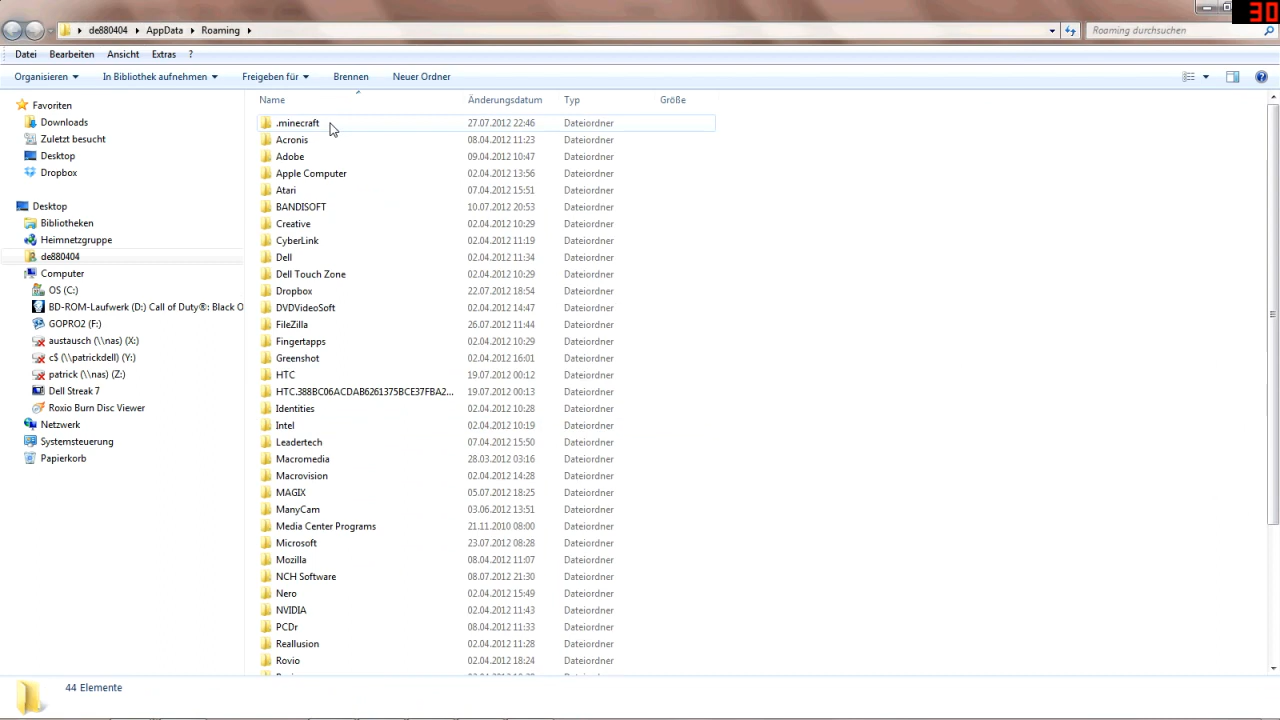 30
de880404 AppData Roaming
Roaming durchsuchen
Datei Bearbeiten Ansicht Extras ?
Organisieren In Bibliothek aufnehmen Freigeben für Brennen Neuer Ordner
Favoriten
Downloads
Zuletzt besucht
Desktop
Dropbox
Desktop
Bibliotheken
Heimnetzgruppe
de880404
Computer
OS (C:)
BD-ROM-Laufwerk (D:) Call of Duty®: Black O
GOPRO2 (F:)
austausch (\\nas) (X:)
c$ (\\patrickdell) (Y:)
patrick (\\nas) (Z:)
Dell Streak 7
Roxio Burn Disc Viewer
Netzwerk
Systemsteuerung
Papierkorb
Name Änderungsdatum Typ Größe
.minecraft 27.07.2012 22:46 Dateiordner
Acronis 08.04.2012 11:23 Dateiordner
Adobe 09.04.2012 10:47 Dateiordner
Apple Computer 02.04.2012 13:56 Dateiordner
Atari 07.04.2012 15:51 Dateiordner
BANDISOFT 10.07.2012 20:53 Dateiordner
Creative 02.04.2012 10:29 Dateiordner
CyberLink 02.04.2012 11:19 Dateiordner
Dell 02.04.2012 11:34 Dateiordner
Dell Touch Zone 02.04.2012 10:29 Dateiordner
Dropbox 22.07.2012 18:54 Dateiordner
DVDVideoSoft 02.04.2012 14:47 Dateiordner
FileZilla 26.07.2012 11:44 Dateiordner
Fingertapps 02.04.2012 10:29 Dateiordner
Greenshot 02.04.2012 16:01 Dateiordner
HTC 19.07.2012 00:12 Dateiordner
HTC.388BC06ACDAB6261375BCE37FBA2... 19.07.2012 00:13 Dateiordner
Identities 02.04.2012 10:28 Dateiordner
Intel 02.04.2012 10:19 Dateiordner
Leadertech 07.04.2012 15:50 Dateiordner
Macromedia 28.03.2012 03:16 Dateiordner
Macrovision 02.04.2012 14:28 Dateiordner
MAGIX 05.07.2012 18:25 Dateiordner
ManyCam 03.06.2012 13:51 Dateiordner
Media Center Programs 21.11.2010 08:00 Dateiordner
Microsoft 23.07.2012 08:28 Dateiordner
Mozilla 08.04.2012 11:07 Dateiordner
NCH Software 08.07.2012 21:30 Dateiordner
Nero 02.04.2012 15:49 Dateiordner
NVIDIA 02.04.2012 11:43 Dateiordner
PCDr 08.07.2012 11:33 Dateiordner
Reallusion 02.04.2012 11:28 Dateiordner
Rovio 02.04.2012 18:24 Dateiordner
44 Elemente